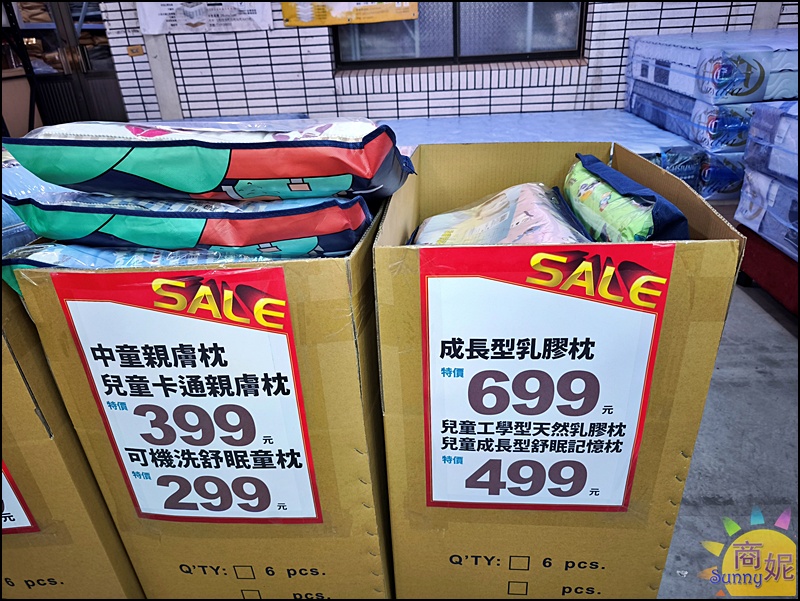 SALE
中童親膚枕
兒童卡通親膚枕
特價 399 元
可機洗舒眠童枕
特價 299 元
Q'TY: □ 6 pcs.
□ pcs.
SALE
成長型乳膠枕
特價 699 元
兒童工學型天然乳膠枕
兒童成長型舒眠記憶枕
特價 499 元
Q'TY: □ 6 pcs.
□ pcs.
元
6 pcs.
商妮
Sunny